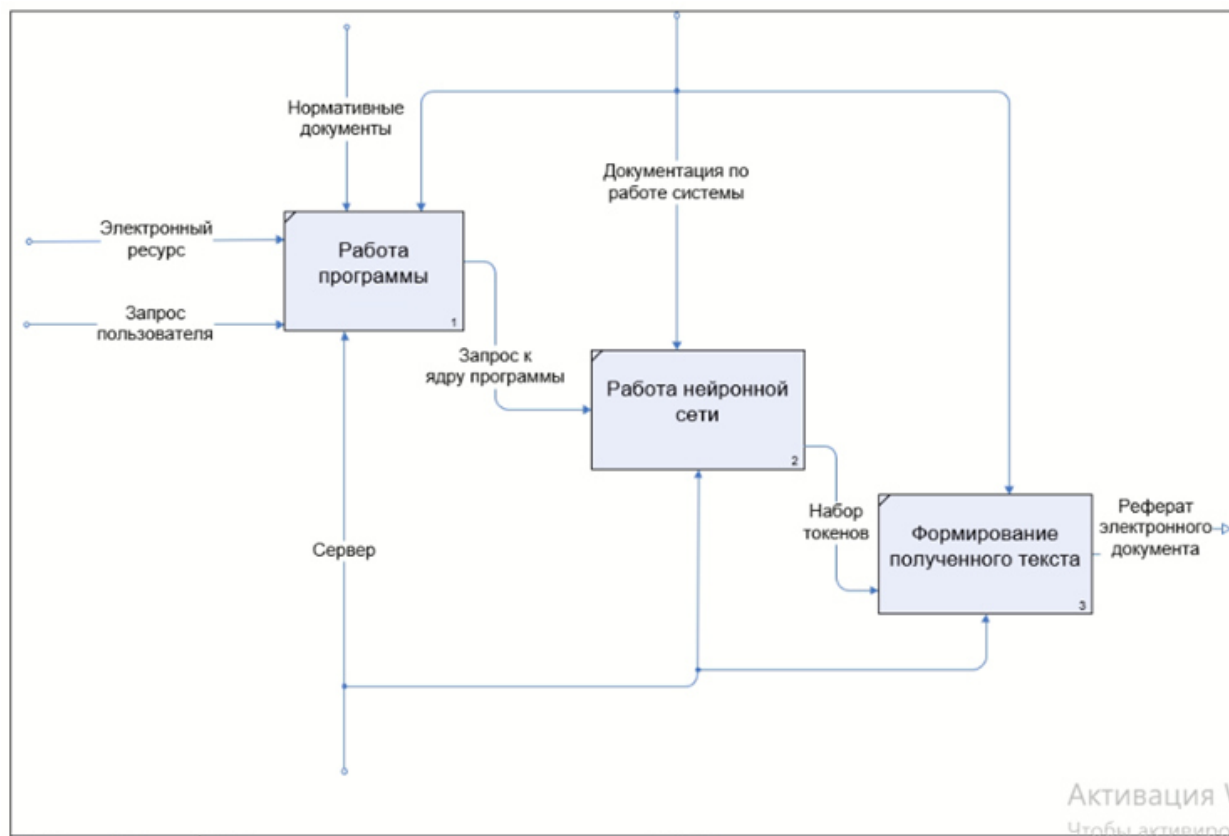 Нормативные
документы
Документация по
работе системы
Электронный
ресурс
Работа
программы
1
Запрос
пользователя
Запрос к
ядру программы
Работа нейронной
сети
2
Набор
токенов
Реферат
электронного
документа
Формирование
полученного текста
3
Сервер
Активация
Чтобы